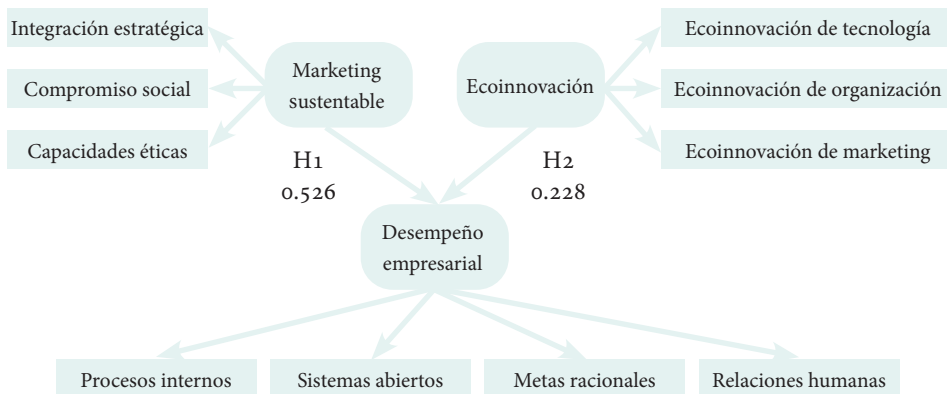 Integración estratégica
Compromiso social
Capacidades éticas
Marketing
sustentable
Ecoinnovación
Ecoinnovación de tecnología
Ecoinnovación de organización
Ecoinnovación de marketing
H1
0.526
H2
0.228
Desempeño
empresarial
Procesos internos
Sistemas abiertos
Metas racionales
Relaciones humanas